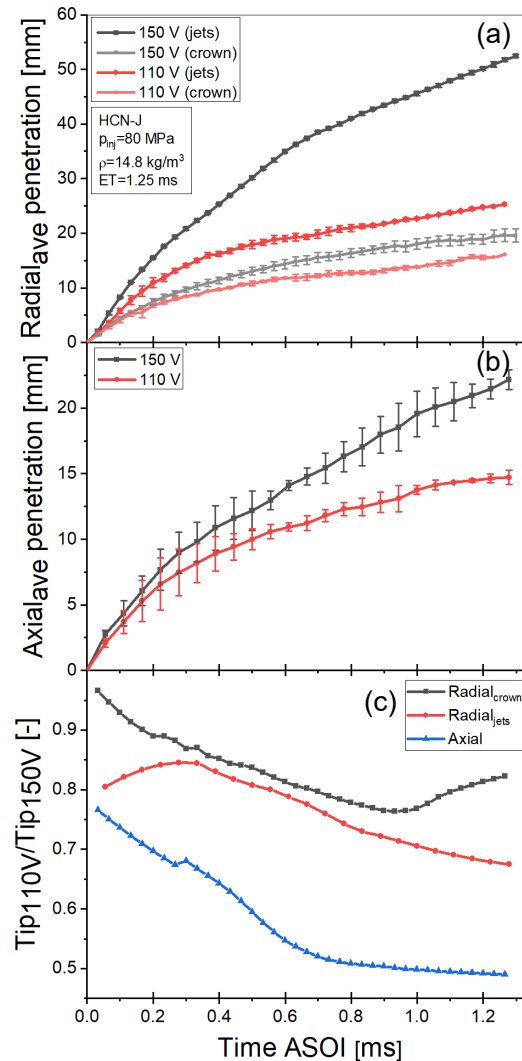 (a)
150 V (jets)
150 V (crown)
110 V (jets)
110 V (crown)
HCN-J
pinj=80 MPa
ρ=14.8 kg/m³
ET=1.25 ms
Radialave penetration [mm]
60
50
40
30
20
10
0
(b)
150 V
110 V
Axialave penetration [mm]
20
15
10
5
0
(c)
Radialcrown
Radialjets
Axial
Tip110V/Tip150V [-]
0.9
0.8
0.7
0.6
0.5
0.0 0.2 0.4 0.6 0.8 1.0 1.2
Time ASOI [ms]